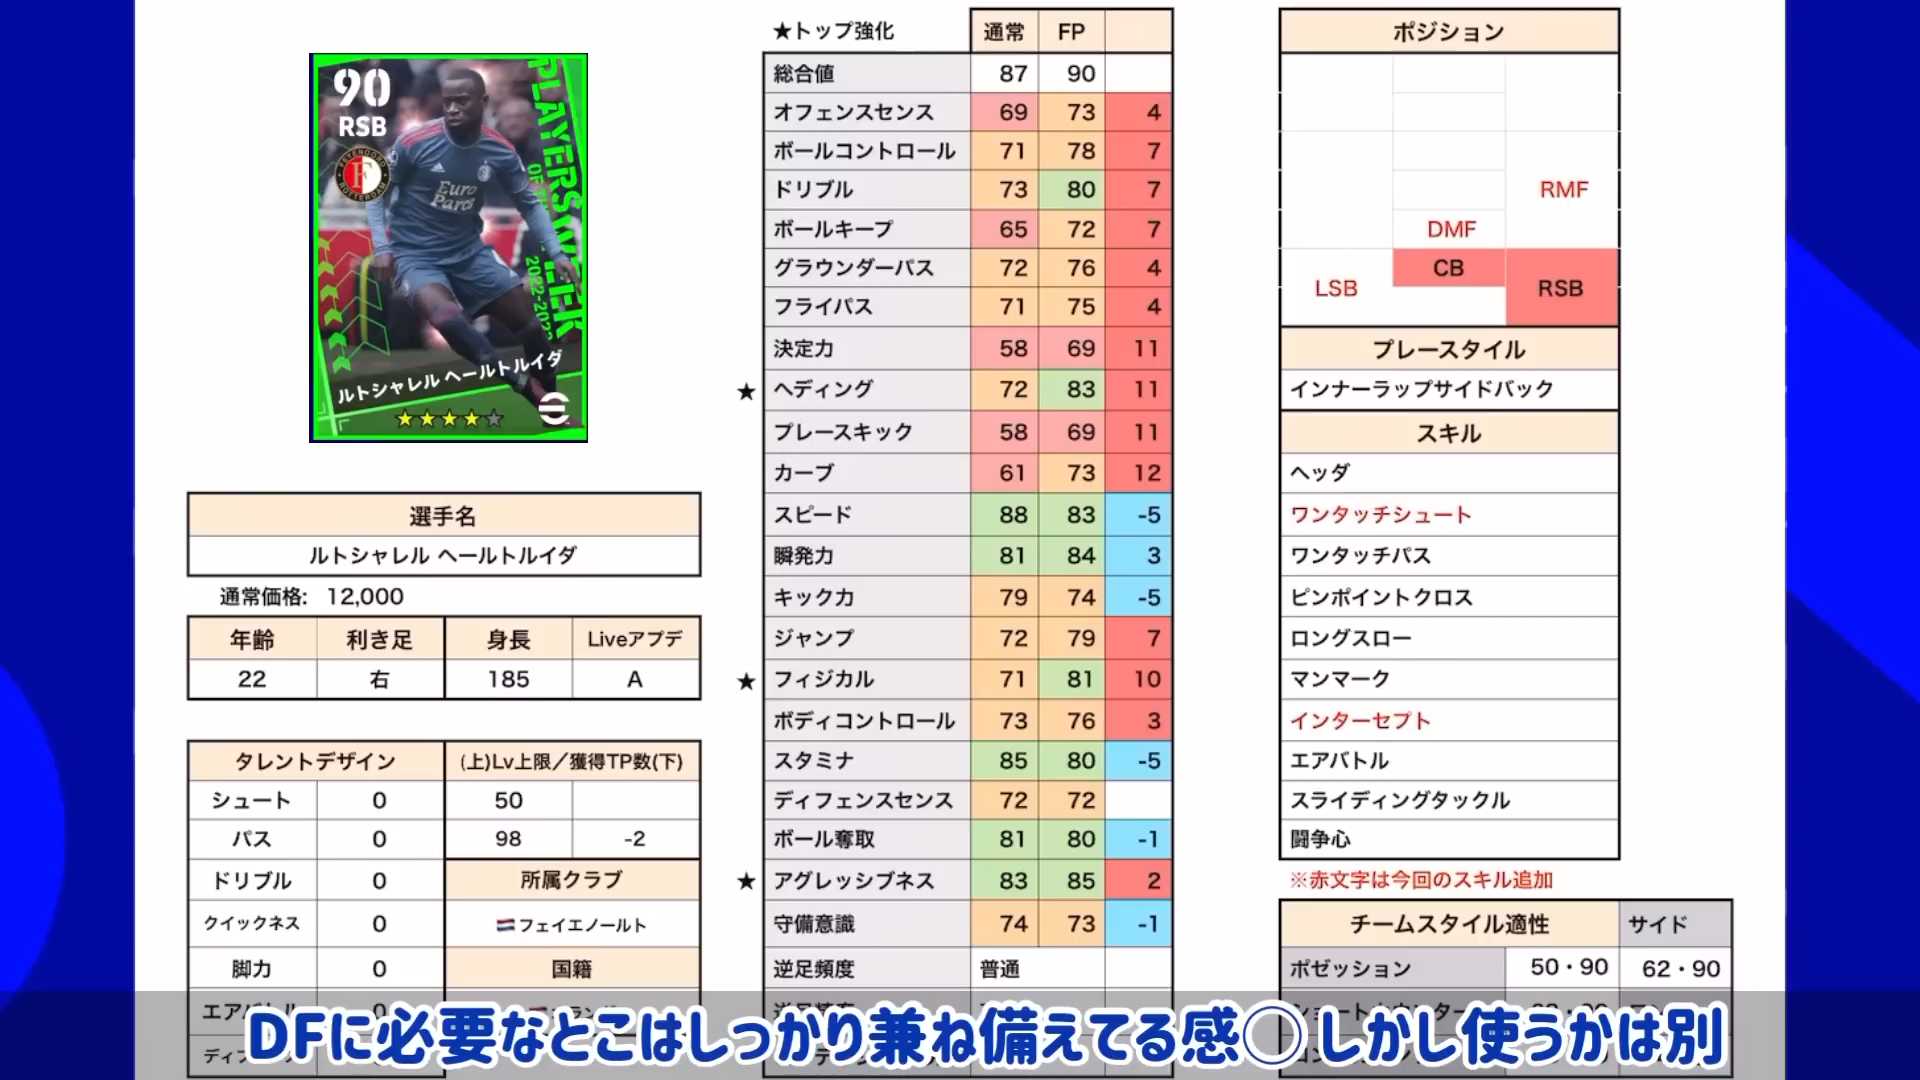 90
RSB
PLAYERS
2022-202
FEYENOORD
ROTTERDAM
Euro
Parcs
ルトシャレル ヘールトルイダ
選手名
ルトシャレル ヘールトルイダ
通常価格: 12,000
年齢 利き足 身長 Liveアプデ
22 右 185 A
タレントデザイン (上)Lv上限／獲得TP数(下)
シュート 0 50
パス 0 98 -2
ドリブル 0 所属クラブ
クイックネス 0 フェイエノールト
脚力 0 国籍
★トップ強化 通常 FP
総合値 87 90
オフェンスセンス 69 73 4
ボールコントロール 71 78 7
ドリブル 73 80 7
ボールキープ 65 72 7
グラウンダーパス 72 76 4
フライパス 71 75 4
決定力 58 69 11
★ ヘディング 72 83 11
プレースキック 58 69 11
カーブ 61 73 12
スピード 88 83 -5
瞬発力 81 84 3
キック力 79 74 -5
ジャンプ 72 79 7
★ フィジカル 71 81 10
ボディコントロール 73 76 3
スタミナ 85 80 -5
ディフェンスセンス 72 72
ボール奪取 81 80 -1
★ アグレッシブネス 83 85 2
守備意識 74 73 -1
逆足頻度 普通
ポジション
RMF
DMF
LSB CB RSB
プレースタイル
インナーラップサイドバック
スキル
ヘッダ
ワンタッチシュート
ワンタッチパス
ピンポイントクロス
ロングスロー
マンマーク
インターセプト
エアバトル
スライディングタックル
闘争心
※赤文字は今回のスキル追加
チームスタイル適性 サイド
ポゼッション 50・90 62・90
DFに必要なとこはしっかり兼ね備えてる感◯しかし使うかは別